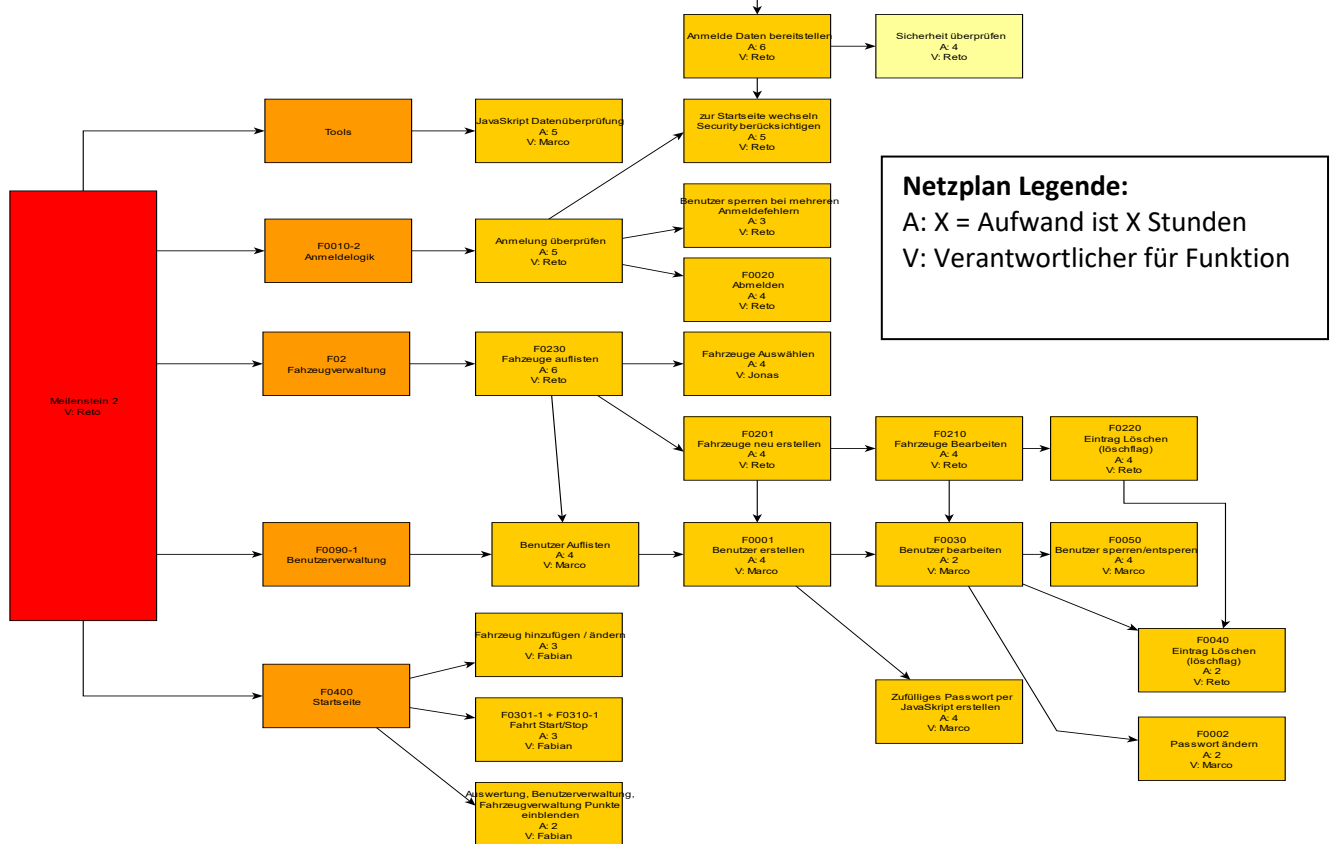 Anmelde Daten bereitstellen
A: 6
V: Reto
Sicherheit überprüfen
A: 4
V: Reto
Tools
JavaSkript Datenüberprüfung
A: 5
V: Marco
zur Startseite wechseln
Security berücksichtigen
A: 5
V: Reto
Netzplan Legende:
A: X = Aufwand ist X Stunden
V: Verantwortlicher für Funktion
Meilenstein 2
V: Reto
F0010-2
Anmeldelogik
Anmelung überprüfen
A: 5
V: Reto
Benutzer sperren bei mehreren
Anmeldefehlern
A: 3
V: Reto
F0020
Abmelden
A: 4
V: Reto
F02
Fahzeugverwaltung
F0230
Fahzeuge auflisten
A: 6
V: Reto
Fahrzeuge Auswählen
A: 4
V: Jonas
F0201
Fahrzeuge neu erstellen
A: 4
V: Reto
F0210
Fahrzeuge Bearbeiten
A: 4
V: Reto
F0220
Eintrag Löschen
(löschflag)
A: 4
V: Reto
F0090-1
Benutzerverwaltung
Benutzer Auflisten
A: 4
V: Marco
F0001
Benutzer erstellen
A: 4
V: Marco
F0030
Benutzer bearbeiten
A: 2
V: Marco
F0050
Benutzer sperren/entsperen
A: 4
V: Marco
F0040
Eintrag Löschen
(löschflag)
A: 2
V: Reto
F0400
Startseite
Fahrzeug hinzufügen / ändern
A: 3
V: Fabian
F0301-1 + F0310-1
Fahrt Start/Stop
A: 3
V: Fabian
Zufülliges Passwort per
JavaSkript erstellen
A: 4
V: Marco
F0002
Passwort ändern
A: 2
V: Marco
Auswertung, Benutzerverwaltung,
Fahrzeugverwaltung Punkte
einblenden
A: 2
V: Fabian